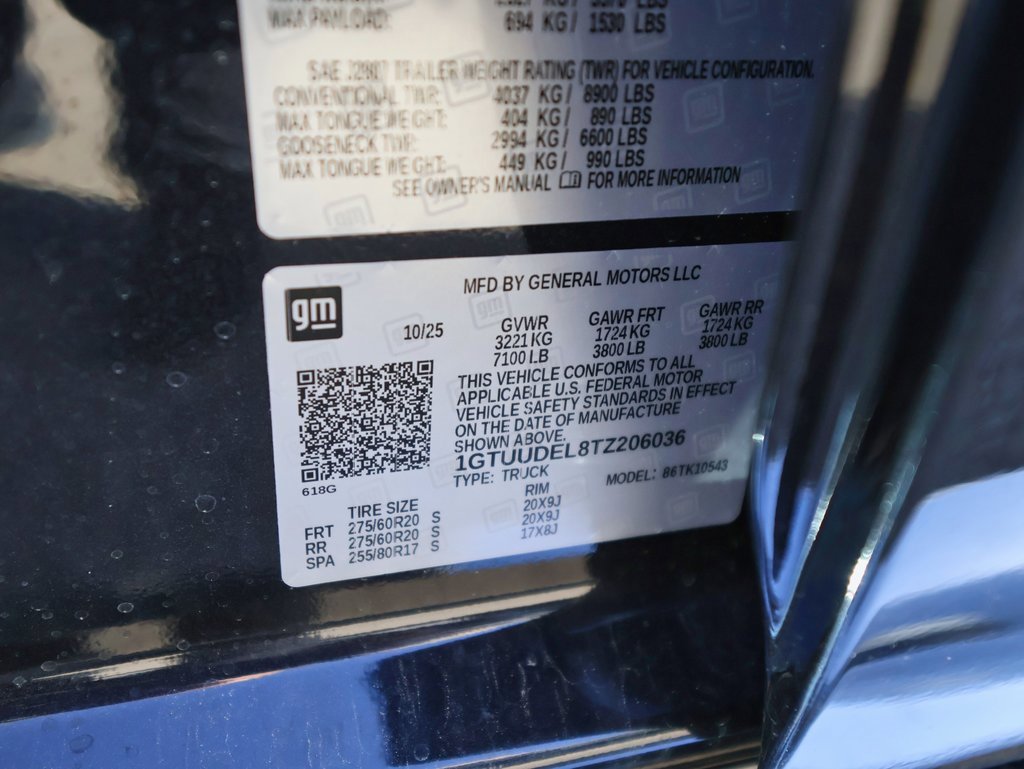 MAX PAYLOAD: 694 KG / 1530 LBS
SAE J2807 TRAILER WEIGHT RATING (TWR) FOR VEHICLE CONFIGURATION.
CONVENTIONAL TWR: 4037 KG / 8900 LBS
MAX TONGUE WEIGHT: 404 KG / 890 LBS
GOOSENECK TWR: 2994 KG / 6600 LBS
MAX TONGUE WEIGHT: 449 KG / 990 LBS
SEE OWNER'S MANUAL FOR MORE INFORMATION
gm
MFD BY GENERAL MOTORS LLC
10/25 GVWR GAWR FRT GAWR RR
3221 KG 1724 KG 1724 KG
7100 LB 3800 LB 3800 LB
THIS VEHICLE CONFORMS TO ALL
APPLICABLE U.S. FEDERAL MOTOR
VEHICLE SAFETY STANDARDS IN EFFECT
ON THE DATE OF MANUFACTURE
SHOWN ABOVE.
1GTUUDEL8TZ206036
TYPE: TRUCK MODEL: 86TK10543
618G
TIRE SIZE RIM
FRT 275/60R20 S 20X9J
RR 275/60R20 S 20X9J
SPA 255/80R17 S 17X8J